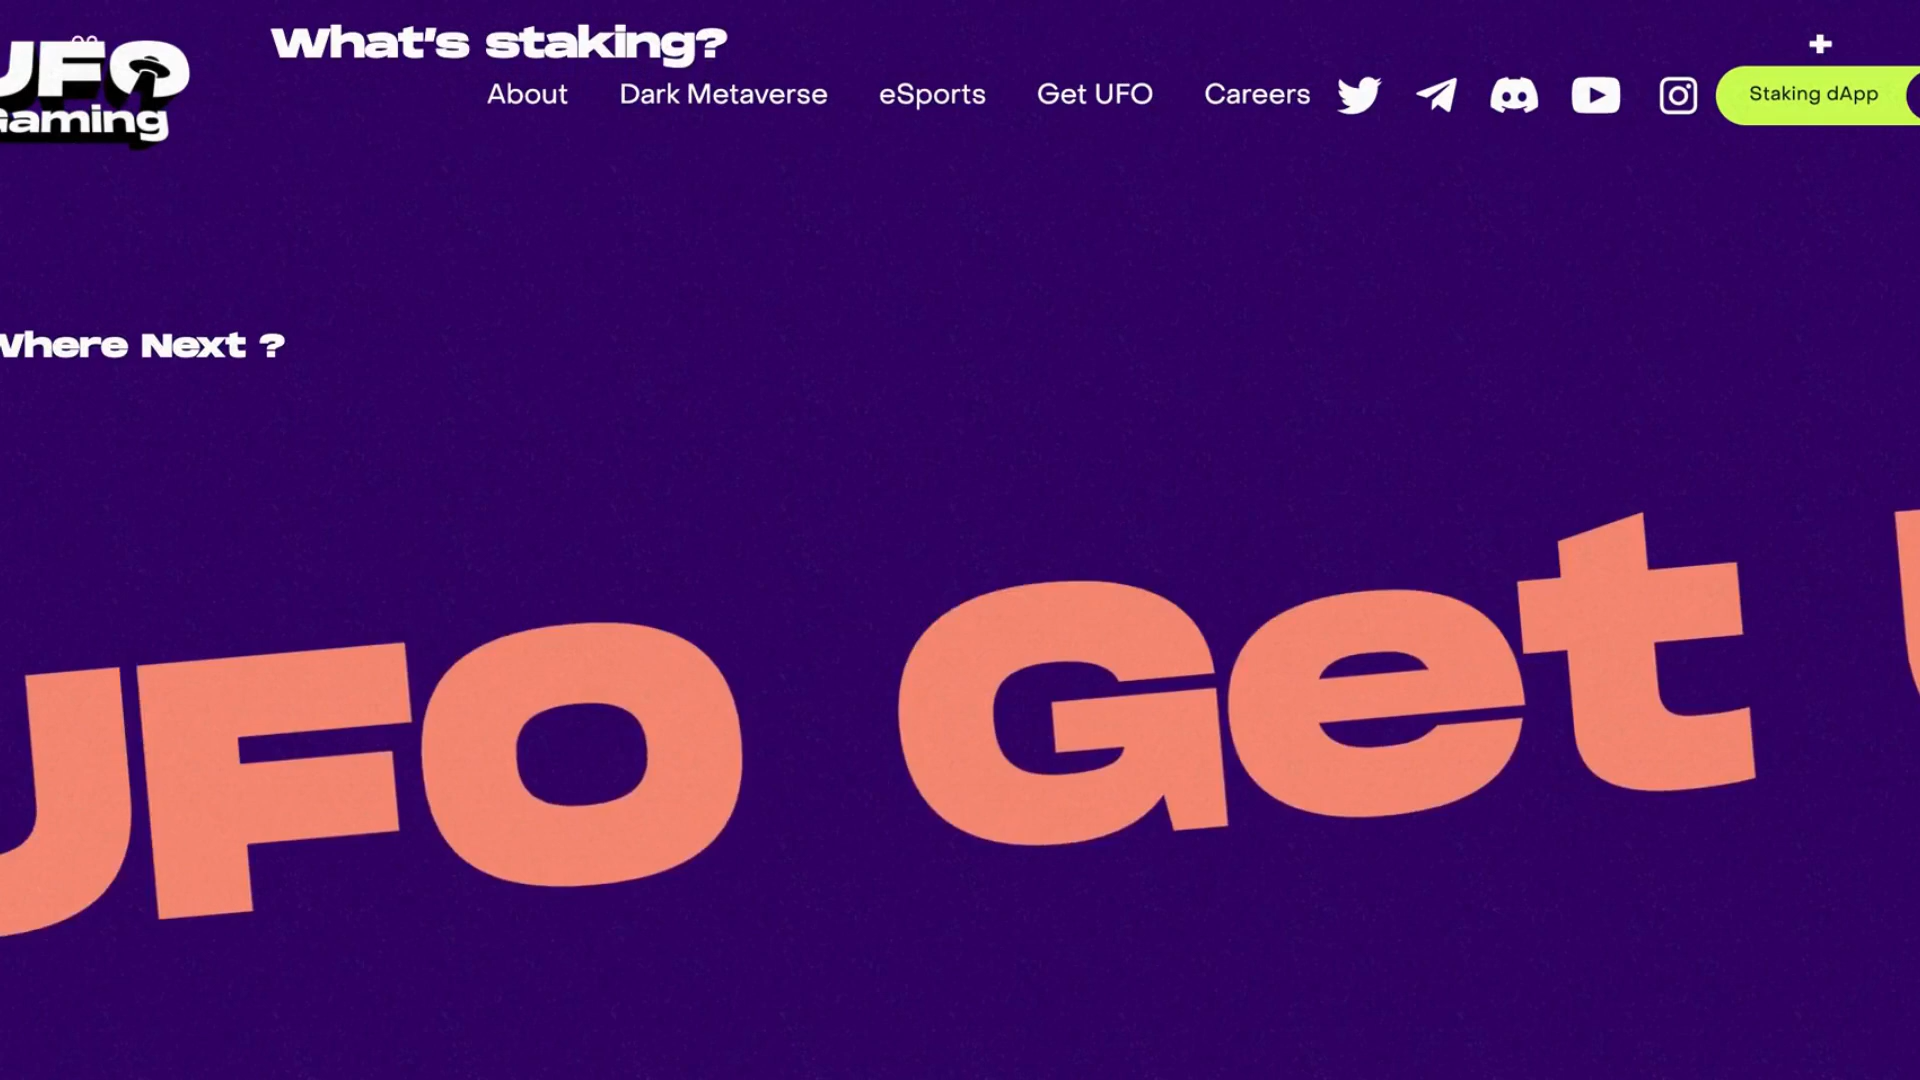 What's staking?
UFO
Gaming
About Dark Metaverse eSports Get UFO Careers Staking dApp
Where Next ?
UFO Get